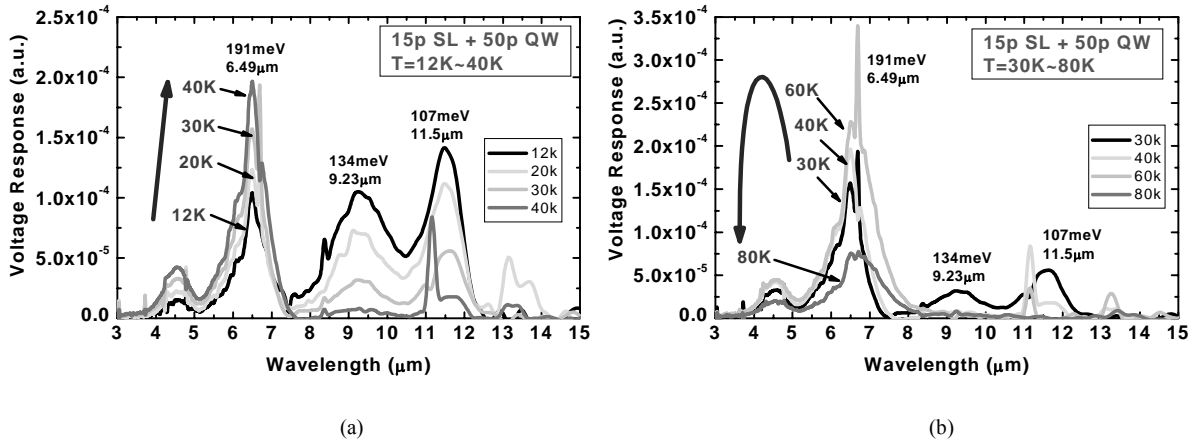 Voltage Response (a.u.)
2.5x10-4
2.0x10-4
1.5x10-4
1.0x10-4
5.0x10-5
0.0
3 4 5 6 7 8 9 10 11 12 13 14 15
Wavelength (μm)
15p SL + 50p QW
T=12K~40K
191meV
6.49μm
40K
30K
20K
12K
134meV
9.23μm
107meV
11.5μm
12k
20k
30k
40k
(a)
Voltage Response (a.u.)
3.5x10-4
3.0x10-4
2.5x10-4
2.0x10-4
1.5x10-4
1.0x10-4
5.0x10-5
0.0
3 4 5 6 7 8 9 10 11 12 13 14 15
Wavelength (μm)
15p SL + 50p QW
T=30K~80K
191meV
6.49μm
60K
40K
30K
80K
134meV
9.23μm
107meV
11.5μm
30k
40k
60k
80k
(b)